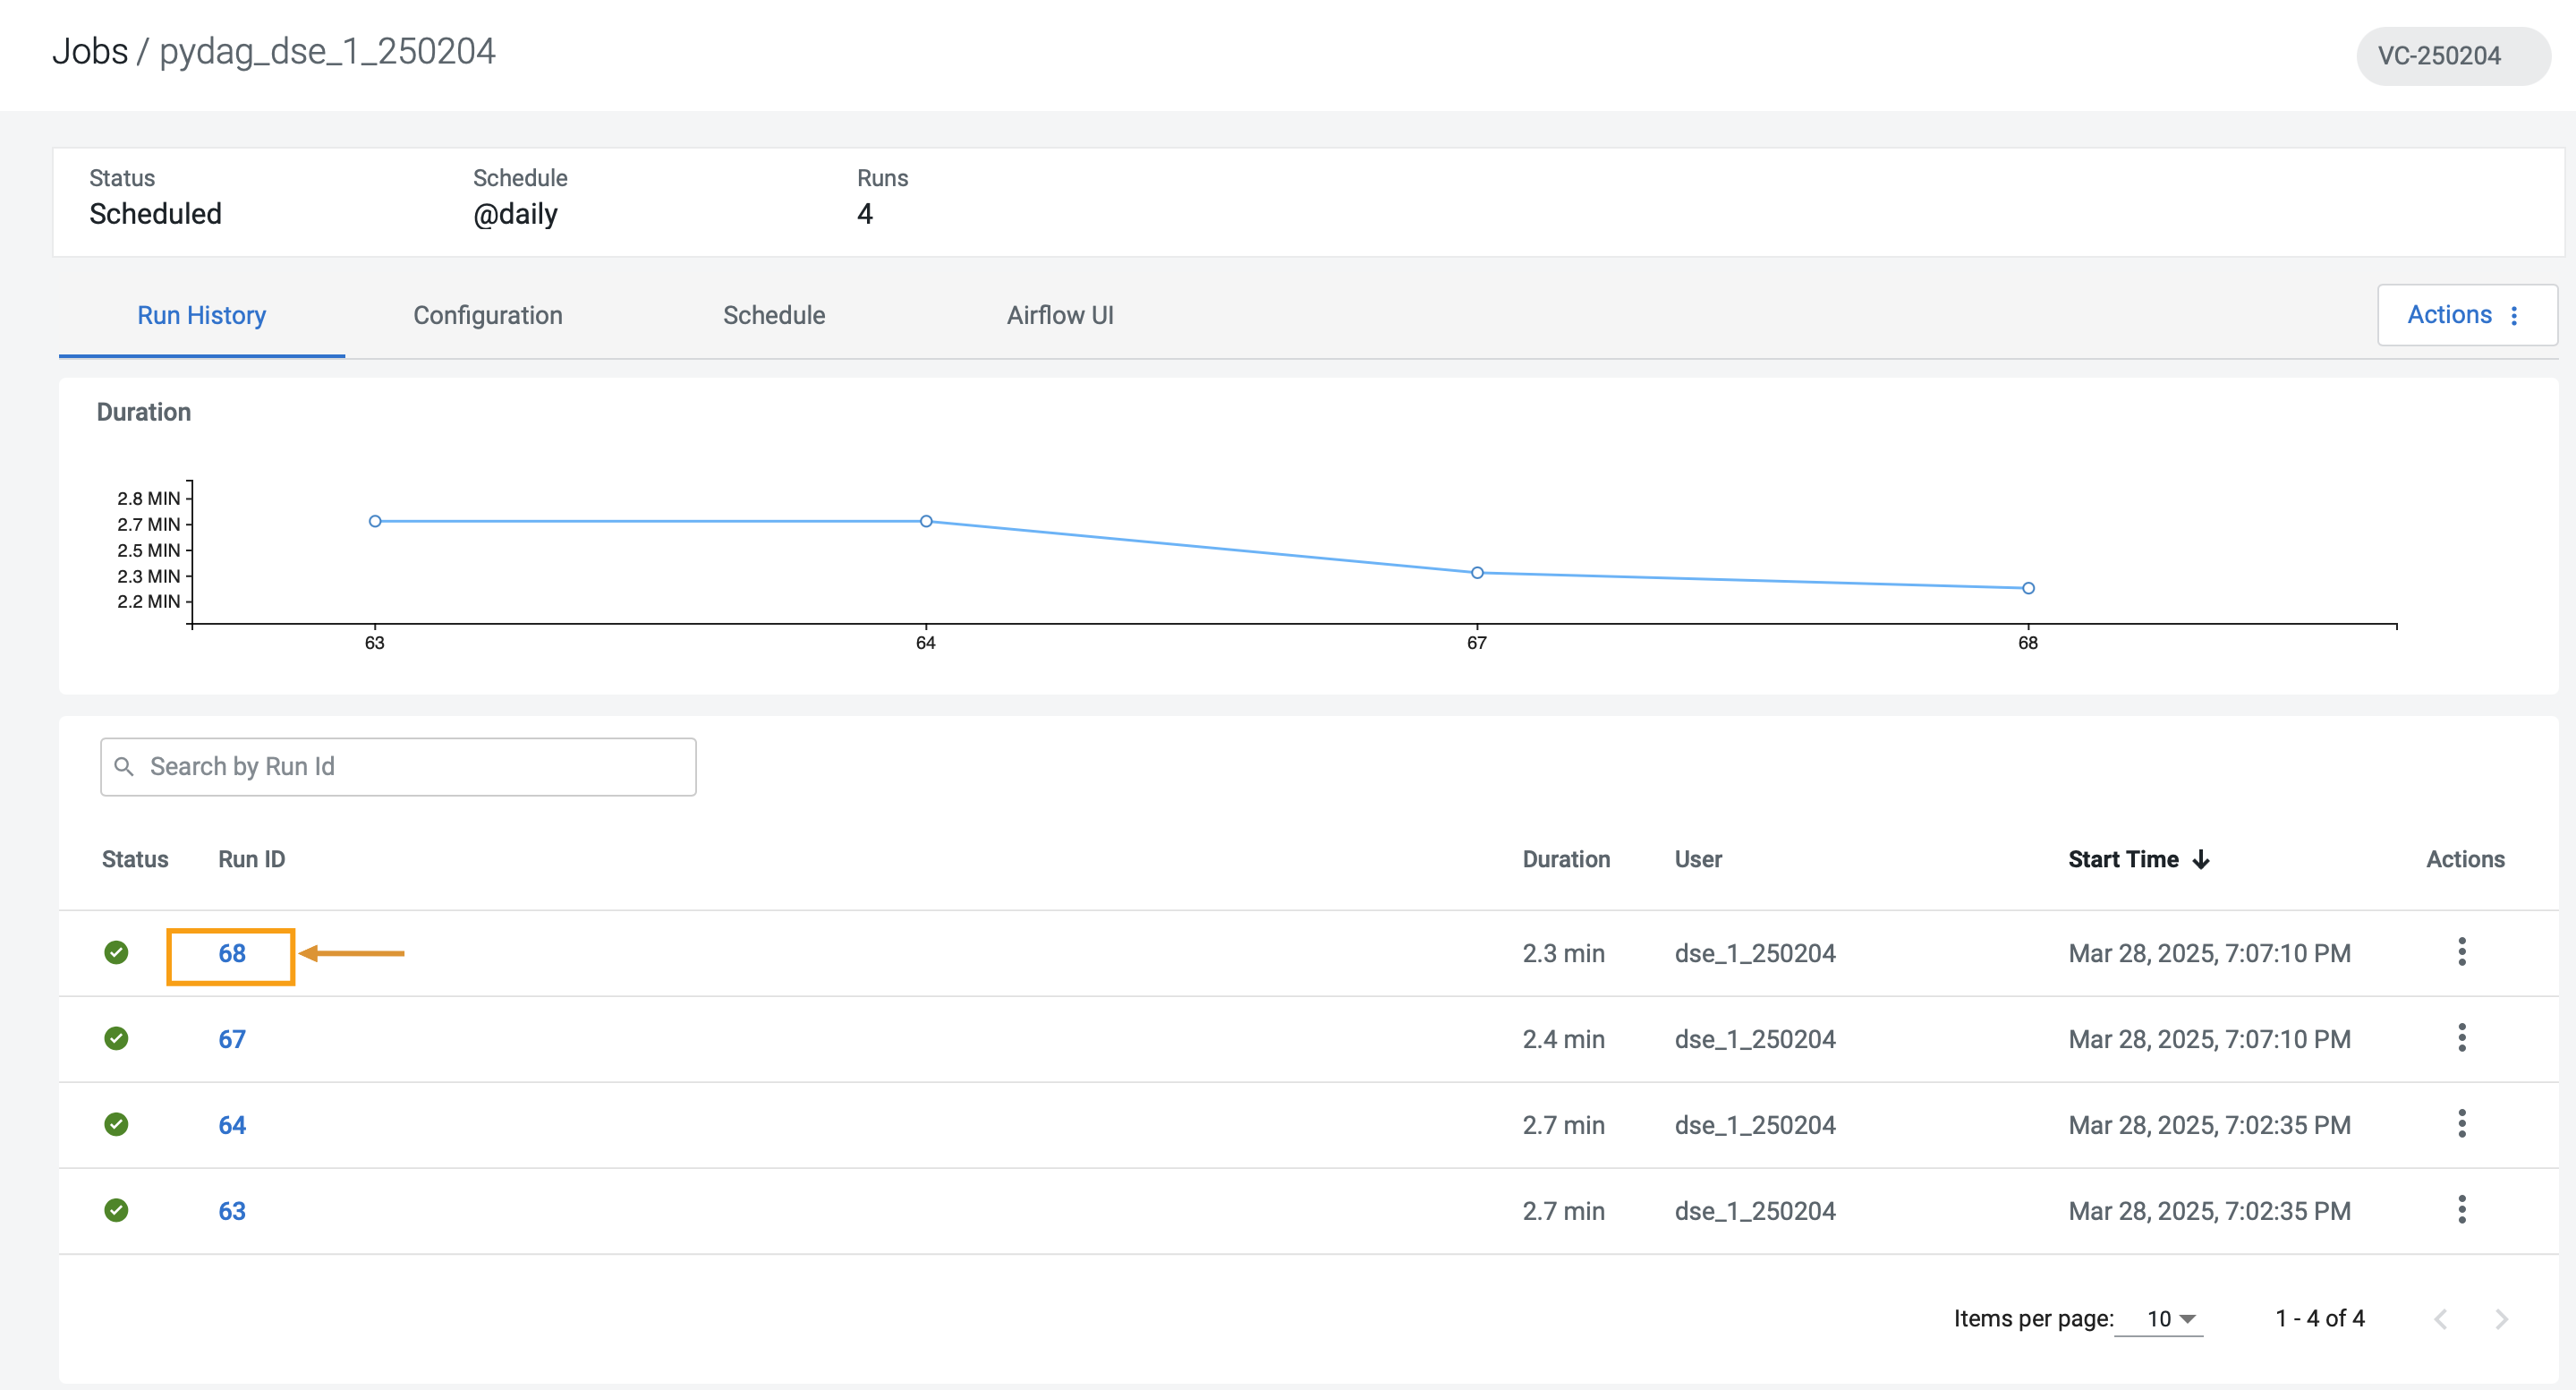 Jobs / pydag_dse_1_250204
VC-250204
Status Schedule Runs
Scheduled @daily 4
Run History Configuration Schedule Airflow UI Actions
Duration
2.8 MIN
2.7 MIN
2.5 MIN
2.3 MIN
2.2 MIN
63 64 67 68
Search by Run Id
Status Run ID Duration User Start Time Actions
68 2.3 min dse_1_250204 Mar 28, 2025, 7:07:10 PM
67 2.4 min dse_1_250204 Mar 28, 2025, 7:07:10 PM
64 2.7 min dse_1_250204 Mar 28, 2025, 7:02:35 PM
63 2.7 min dse_1_250204 Mar 28, 2025, 7:02:35 PM
Items per page: 10 1 - 4 of 4